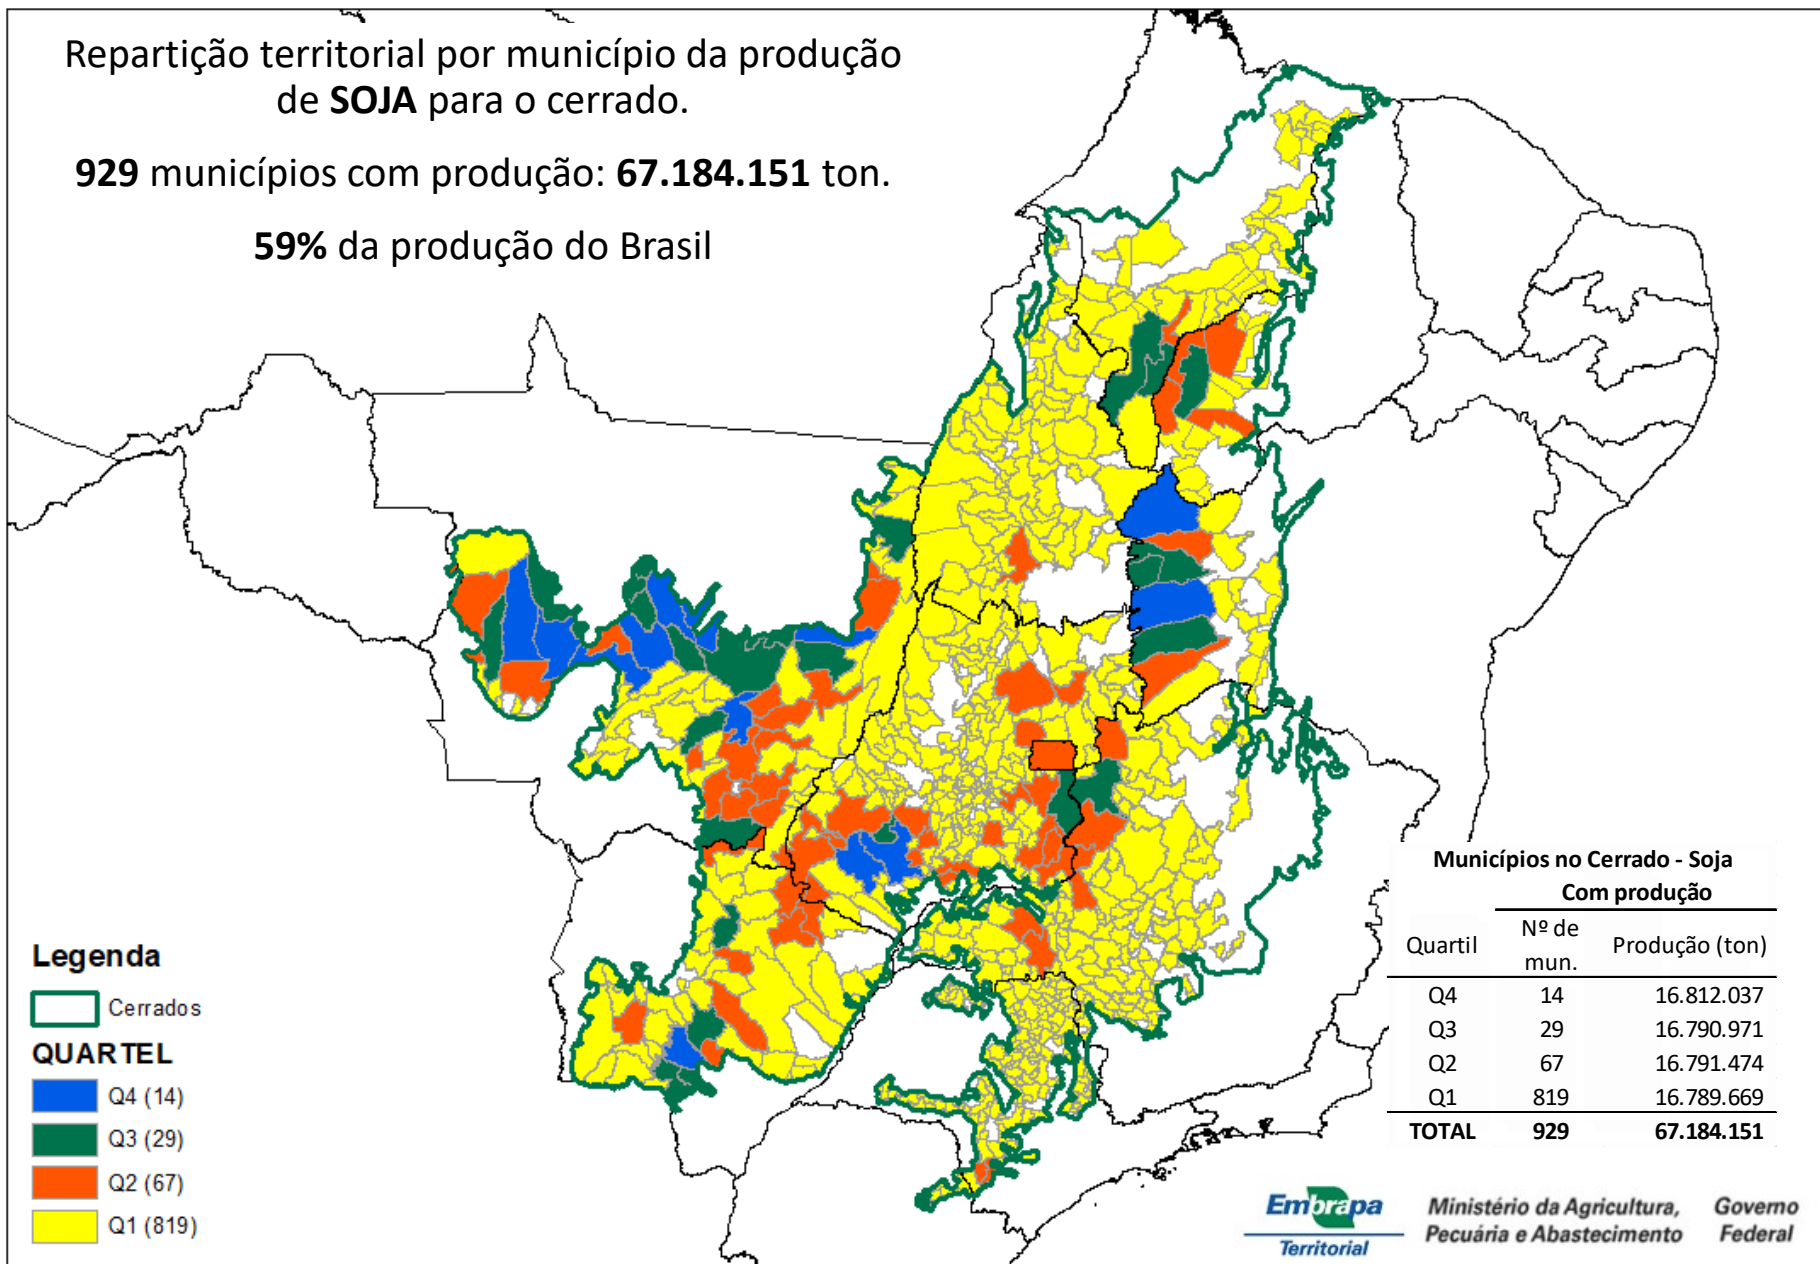 Repartição territorial por município da produção
de SOJA para o cerrado.
929 municípios com produção: 67.184.151 ton.
59% da produção do Brasil
Legenda
Cerrados
QUARTEL
Q4 (14)
Q3 (29)
Q2 (67)
Q1 (819)
Municípios no Cerrado - Soja
Com produção
Quartil Nº de mun. Produção (ton)
Q4 14 16.812.037
Q3 29 16.790.971
Q2 67 16.791.474
Q1 819 16.789.669
TOTAL 929 67.184.151
Embrapa
Territorial
Ministério da Agricultura,
Pecuária e Abastecimento
Governo
Federal